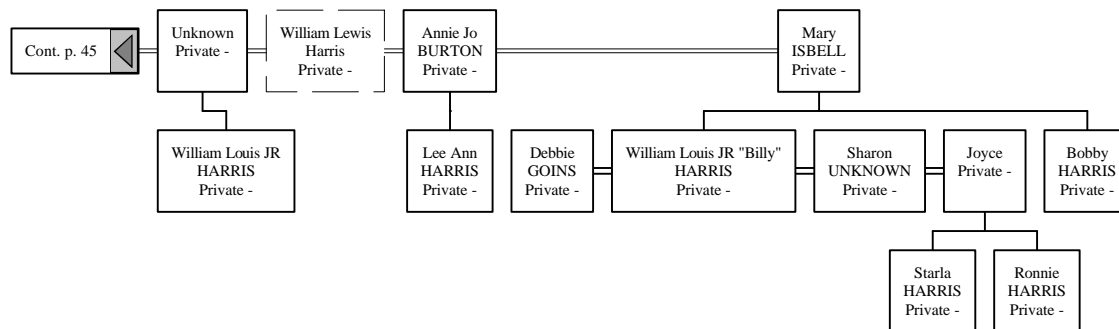 Cont. p. 45
Unknown
Private -
William Lewis
Harris
Private -
Annie Jo
BURTON
Private -
Mary
ISBELL
Private -
William Louis JR
HARRIS
Private -
Lee Ann
HARRIS
Private -
Debbie
GOINS
Private -
William Louis JR "Billy"
HARRIS
Private -
Sharon
UNKNOWN
Private -
Joyce
Private -
Bobby
HARRIS
Private -
Starla
HARRIS
Private -
Ronnie
HARRIS
Private -